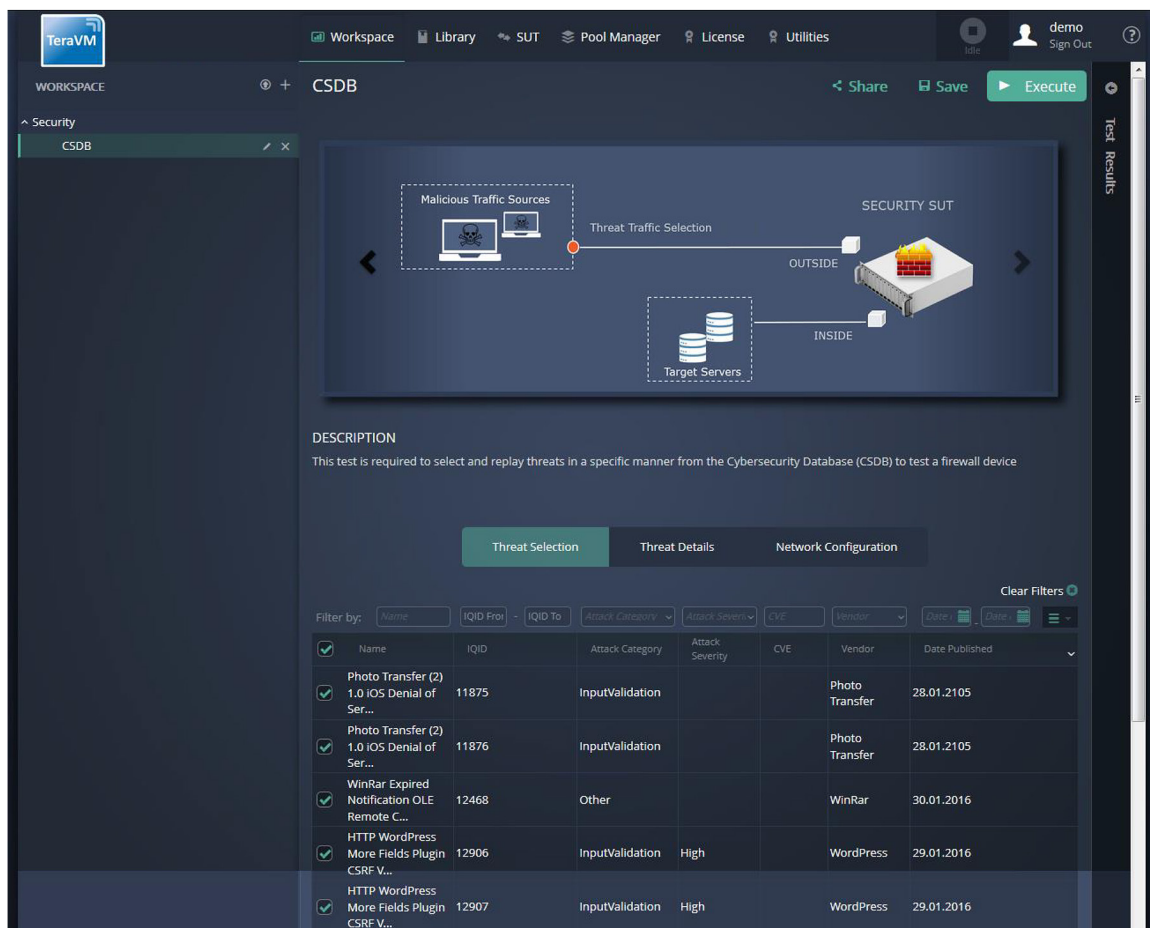 TeraVM
Workspace
Library
SUT
Pool Manager
License
Utilities
Idle
demo
Sign Out
?
WORKSPACE
+
CSDB
Share
Save
Execute
Test Results
Security
CSDB
Malicious Traffic Sources
Threat Traffic Selection
SECURITY SUT
OUTSIDE
INSIDE
Target Servers
DESCRIPTION
This test is required to select and replay threats in a specific manner from the Cybersecurity Database (CSDB) to test a firewall device
Threat Selection
Threat Details
Network Configuration
Clear Filters
Filter by: Name IQID From - IQID To Attack Category Attack Severi CVE Vendor Date - Date
Name IQID Attack Category Attack Severity CVE Vendor Date Published
Photo Transfer (2)
1.0 iOS Denial of
Ser...
11875 InputValidation
Photo
Transfer
28.01.2105
Photo Transfer (2)
1.0 iOS Denial of
Ser...
11876 InputValidation
Photo
Transfer
28.01.2105
WinRar Expired
Notification OLE
Remote C...
12468 Other WinRar 30.01.2016
HTTP WordPress
More Fields Plugin
CSRF V...
12906 InputValidation High WordPress 29.01.2016
HTTP WordPress
More Fields Plugin
CSRF V...
12907 InputValidation High WordPress 29.01.2016